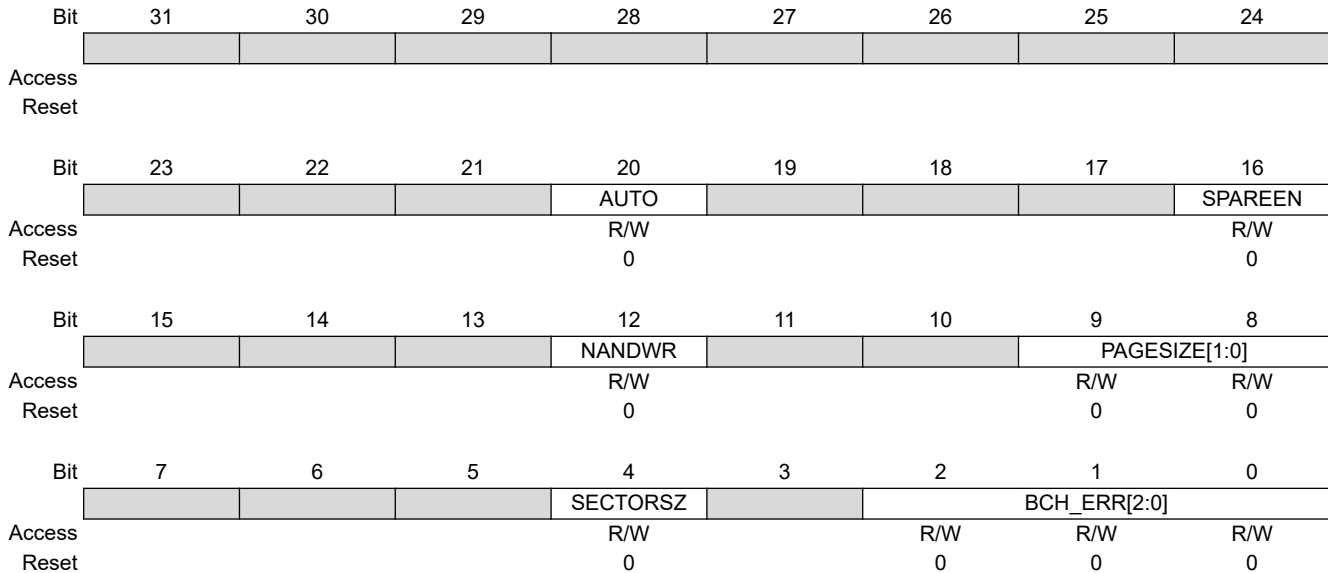 Bit 31 30 29 28 27 26 25 24
Access
Reset
Bit 23 22 21 20 19 18 17 16
AUTO SPAREEN
Access R/W R/W
Reset 0 0
Bit 15 14 13 12 11 10 9 8
NANDWR PAGESIZE[1:0]
Access R/W R/W R/W
Reset 0 0 0
Bit 7 6 5 4 3 2 1 0
SECTORSZ BCH_ERR[2:0]
Access R/W R/W R/W R/W
Reset 0 0 0 0